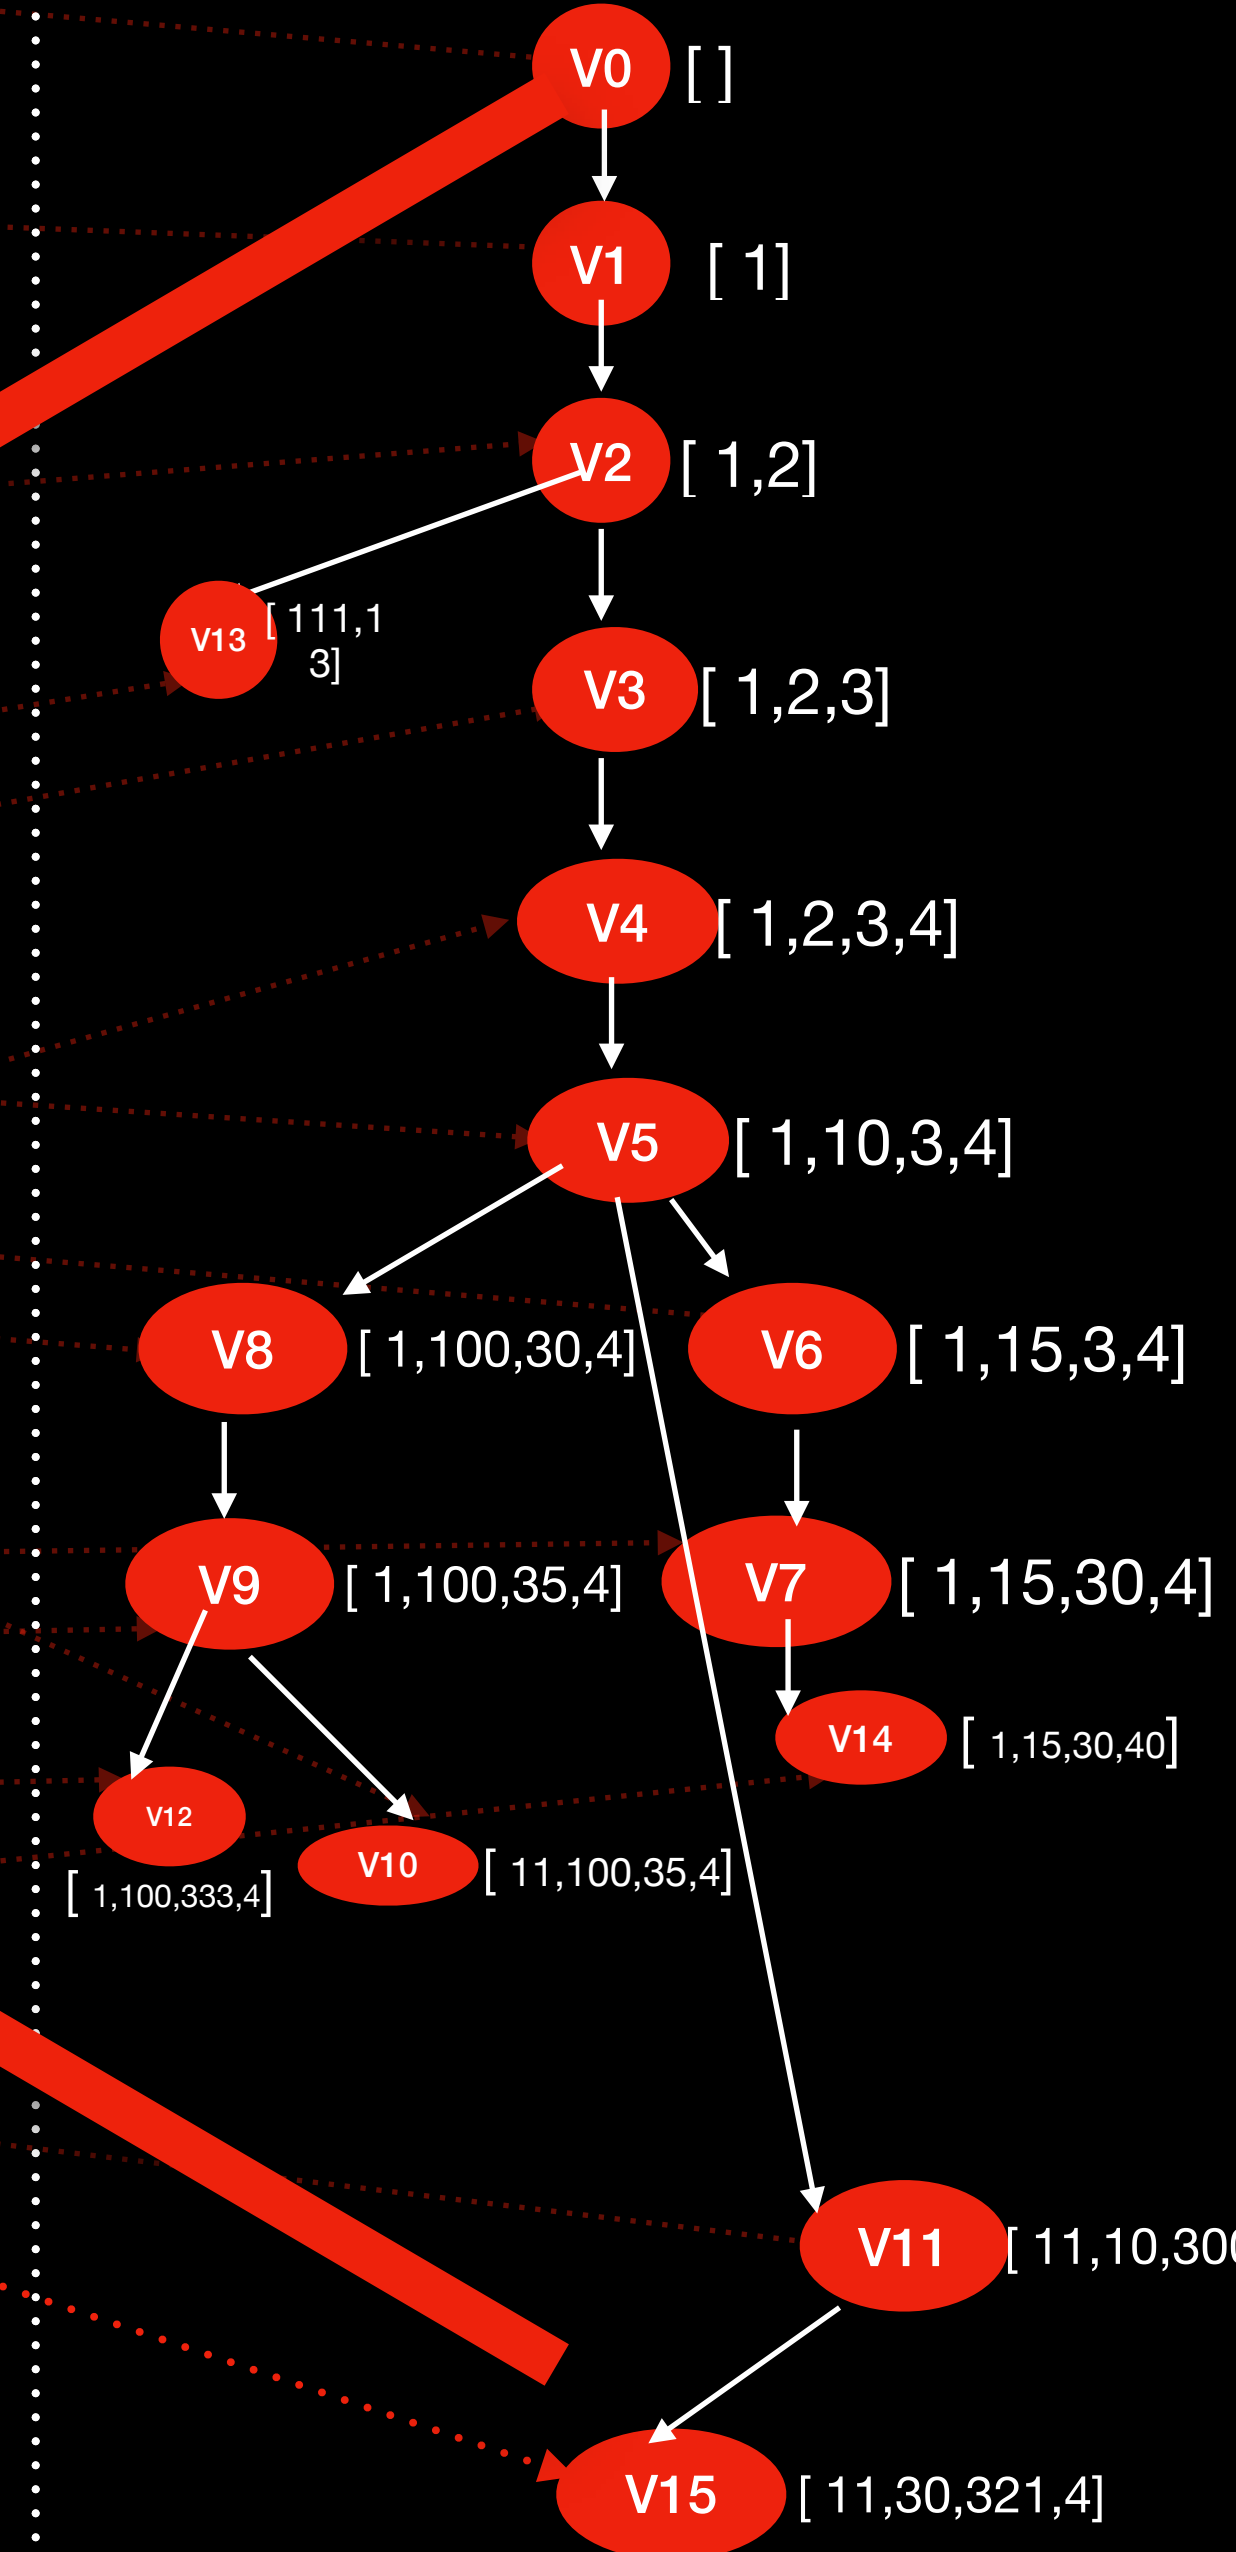 V0 [ ]
V1 [ 1]
V2 [ 1,2]
V13 [ 111,1
3]
V3 [ 1,2,3]
V4 [ 1,2,3,4]
V5 [ 1,10,3,4]
V8 [ 1,100,30,4] V6 [ 1,15,3,4]
V9 [ 1,100,35,4] V7 [ 1,15,30,4]
V14 [ 1,15,30,40]
V12
[ 1,100,333,4]
V10 [ 11,100,35,4]
V11 [ 11,10,300
V15 [ 11,30,321,4]